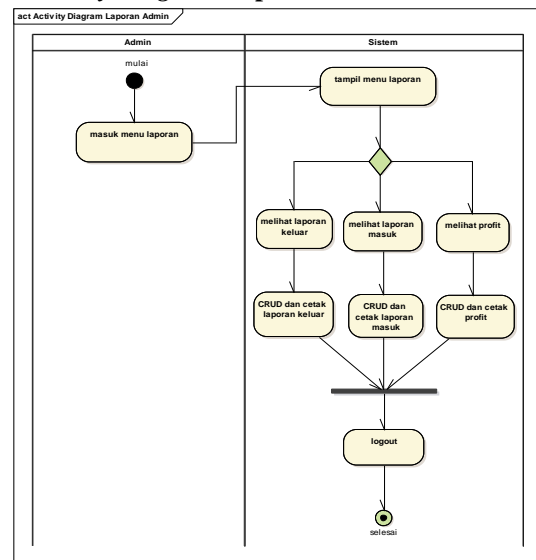 act Activity Diagram Laporan Admin
Admin
Sistem
mulai
masuk menu laporan
tampil menu laporan
melihat laporan
keluar
melihat laporan
masuk
melihat profit
CRUD dan cetak
laporan keluar
CRUD dan
cetak laporan
masuk
CRUD dan cetak
profit
logout
selesai